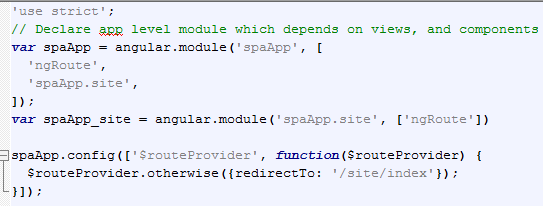 'use strict';
// Declare app level module which depends on views, and components
var spaApp = angular.module('spaApp', [
  'ngRoute',
  'spaApp.site',
]);
var spaApp_site = angular.module('spaApp.site', ['ngRoute'])

spaApp.config(['$routeProvider', function($routeProvider) {
  $routeProvider.otherwise({redirectTo: '/site/index'});
}]);